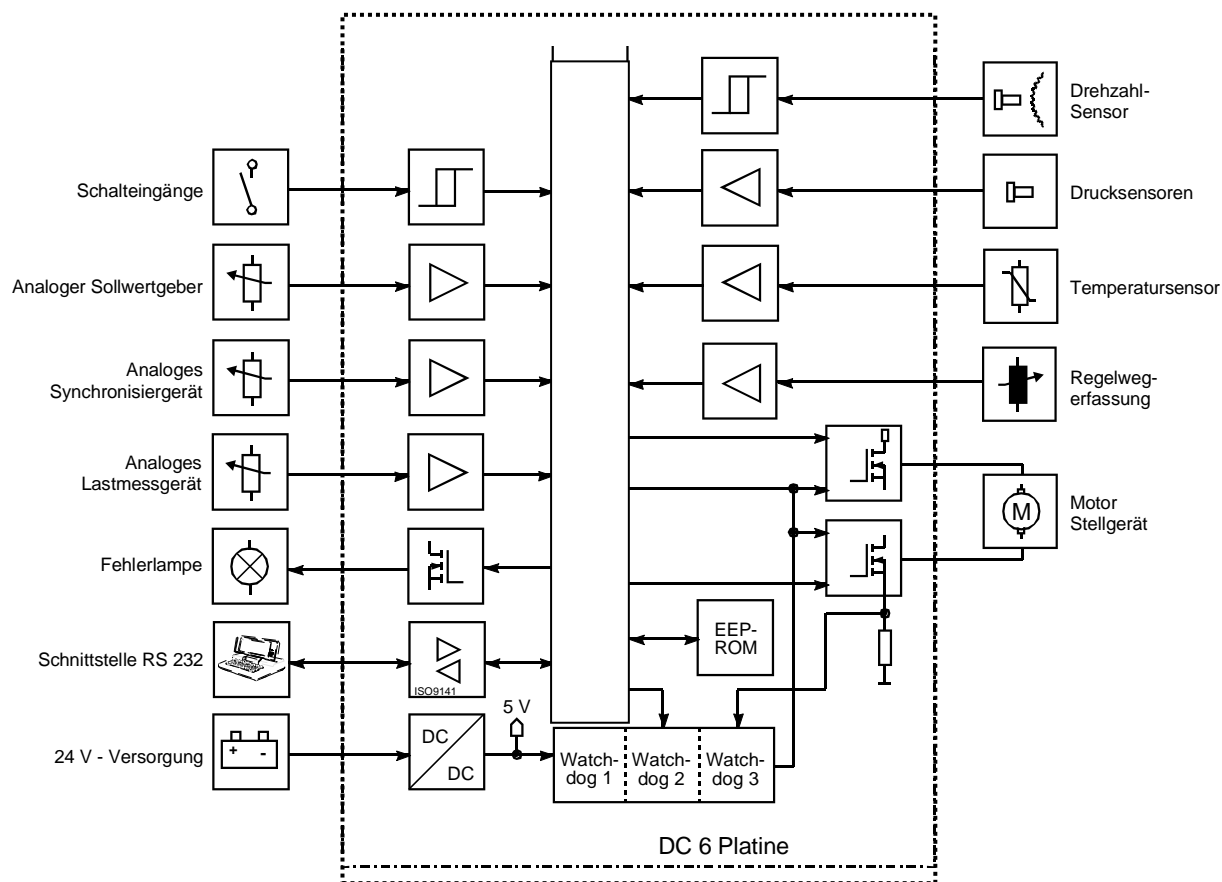 Drehzahl-
Sensor
Schalteingänge
Drucksensoren
Analoger Sollwertgeber
Temperatursensor
Analoges
Synchronisiergerät
Regelweg-
erfassung
Analoges
Lastmessgerät
M
Motor
Stellgerät
Fehlerlampe
EEP-
ROM
Schnittstelle RS 232
ISO9141
5 V
24 V - Versorgung
+ -
DC
DC
Watch-
dog 1
Watch-
dog 2
Watch-
dog 3
DC 6 Platine